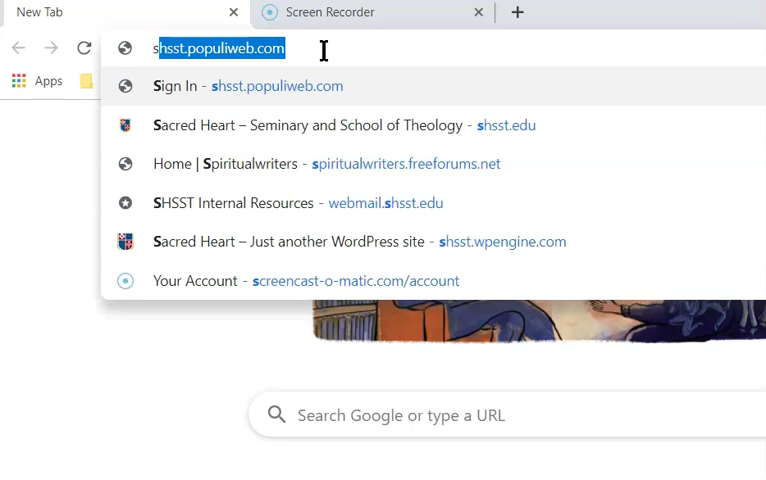 New Tab
Screen Recorder
shsst.populiweb.com
Apps
Sign In - shsst.populiweb.com
Sacred Heart – Seminary and School of Theology - shsst.edu
Home | Spiritualwriters - spiritualwriters.freeforums.net
SHSST Internal Resources - webmail.shsst.edu
Sacred Heart – Just another WordPress site - shsst.wpengine.com
Your Account - screencast-o-matic.com/account
Search Google or type a URL